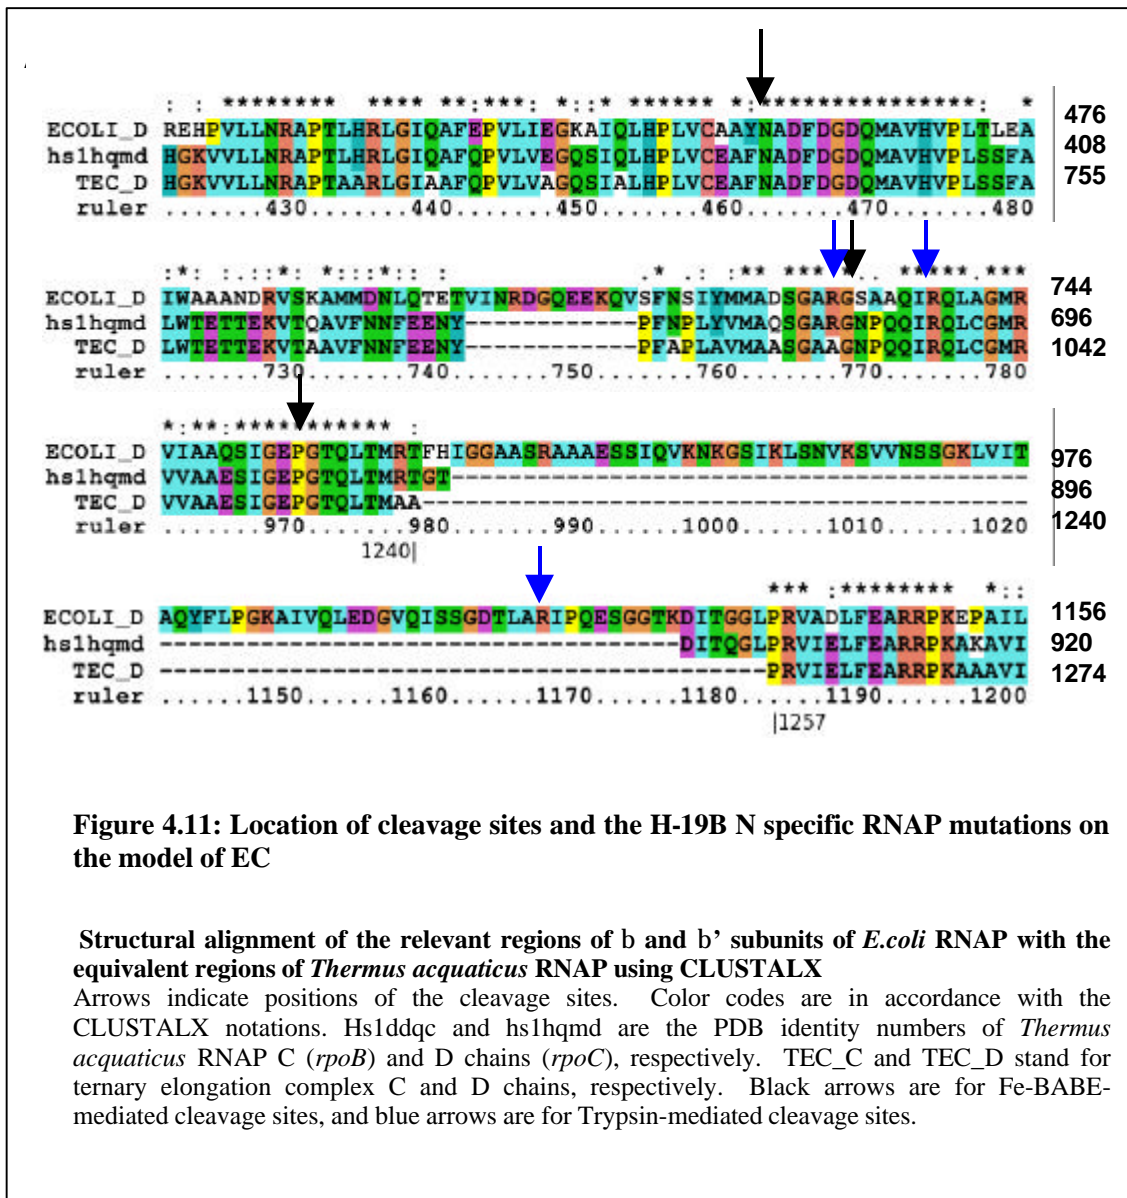 : :  ******** **** ** *** *:: *: ***** *:***************: *
ECOLI_D REHPVLLNRAPTLHRLGIQAFEPVLIEGKAIQLHPLVCAAYNADFDGDQMAVHVPLTLEA 476
hs1hqmd HGKVVLLNRAPTLHRLGIQAFQPVLVEGQSIQLHPLVCEAFNADFDGDQMAVHVPLSSFA 408
TEC_D HGKVVLLNRAPTAARLGIAAFQPVLVAGQSIALHPLVCEAFNADFDGDQMAVHVPLSSFA 755
ruler .......430.......440.......450.......460.......470.......480
:*: :.::*: *:::*: .* .: :** *** **. . ***** ***
ECOLI_D IWAAANDRVSKAMMDNLQTETVINRDGQEEKQVSFNSIYMMADSGARGSAAQIRQLAGMR 744
hs1hqmd LWTETTEKVTQAVFNNFEENY------------PFNPLYVMAQSGARGNPQQIRQLCGMR 696
TEC_D LWTETTEKVTAAVFNNFEENY------------PFAPLAVMAASGAAGNPQQIRQLCGMR 1042
ruler .......730.......740.......750.......760.......770.......780
*:**:*********** :
ECOLI_D VIAAQSIGEPGTQLTMRTFHIGGAASRAAAESSIQVKNKGSIKLSNVKSVVNSSGKLVIT 976
hs1hqmd VVAAESIGEPGTQLTMRTGT---------------------------------------- 896
TEC_D VVAAESIGEPGTQLTMAA------------------------------------------ 1240
ruler .......970.......980.......990......1000......1010......1020
1240|
*** :******** *::
ECOLI_D AQYFLPGKAIVQLEDGVQISSGDTLARIPQESGGTKDITGGLPRVADLFEARRPKEPAIL 1156
hs1hqmd ------------------------------------DITQGLPRVIELFEARRPKAKAVI 920
TEC_D ------------------------------------------PRVIELFEARRPKAAAVI 1274
ruler ......1150......1160......1170......1180......1190......1200
|1257
Figure 4.11: Location of cleavage sites and the H-19B N specific RNAP mutations on
the model of EC
Structural alignment of the relevant regions of b and b’ subunits of E.coli RNAP with the
equivalent regions of Thermus acquaticus RNAP using CLUSTALX
Arrows indicate positions of the cleavage sites. Color codes are in accordance with the
CLUSTALX notations. Hs1ddqc and hs1hqmd are the PDB identity numbers of Thermus
acquaticus RNAP C (rpoB) and D chains (rpoC), respectively. TEC_C and TEC_D stand for
ternary elongation complex C and D chains, respectively. Black arrows are for Fe-BABE-
mediated cleavage sites, and blue arrows are for Trypsin-mediated cleavage sites.